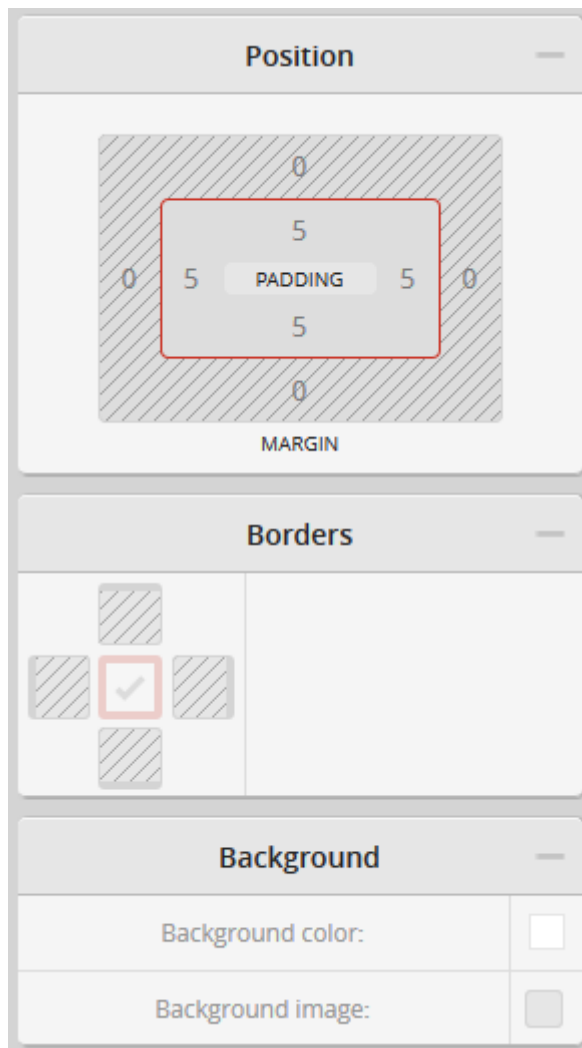 Position
0
5
0 5 PADDING 5 0
5
0
MARGIN
Borders
Background
Background color:
Background image: